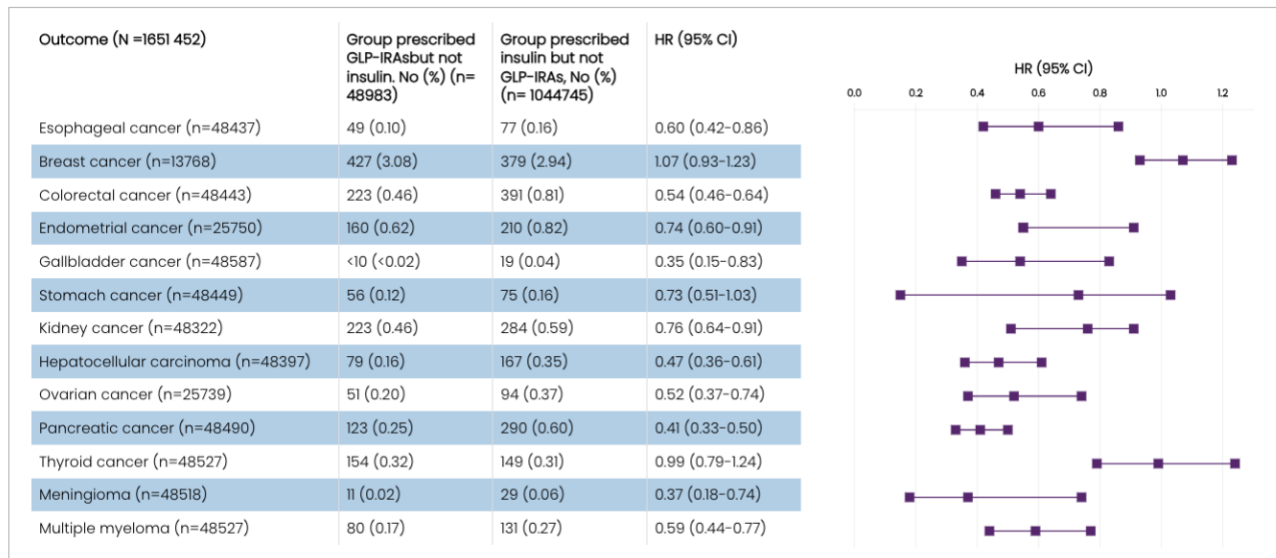 Outcome (N =1651 452)
Group prescribed
GLP-IRAsbut not
insulin. No (%) (n=
48983)
Group prescribed
insulin but not
GLP-IRAs, No (%)
(n= 1044745)
HR (95% CI)
HR (95% CI)
0.0 0.2 0.4 0.6 0.8 1.0 1.2
Esophageal cancer (n=48437) 49 (0.10) 77 (0.16) 0.60 (0.42-0.86)
Breast cancer (n=13768) 427 (3.08) 379 (2.94) 1.07 (0.93-1.23)
Colorectal cancer (n=48443) 223 (0.46) 391 (0.81) 0.54 (0.46-0.64)
Endometrial cancer (n=25750) 160 (0.62) 210 (0.82) 0.74 (0.60-0.91)
Gallbladder cancer (n=48587) <10 (<0.02) 19 (0.04) 0.35 (0.15-0.83)
Stomach cancer (n=48449) 56 (0.12) 75 (0.16) 0.73 (0.51-1.03)
Kidney cancer (n=48322) 223 (0.46) 284 (0.59) 0.76 (0.64-0.91)
Hepatocellular carcinoma (n=48397) 79 (0.16) 167 (0.35) 0.47 (0.36-0.61)
Ovarian cancer (n=25739) 51 (0.20) 94 (0.37) 0.52 (0.37-0.74)
Pancreatic cancer (n=48490) 123 (0.25) 290 (0.60) 0.41 (0.33-0.50)
Thyroid cancer (n=48527) 154 (0.32) 149 (0.31) 0.99 (0.79-1.24)
Meningioma (n=48518) 11 (0.02) 29 (0.06) 0.37 (0.18-0.74)
Multiple myeloma (n=48527) 80 (0.17) 131 (0.27) 0.59 (0.44-0.77)